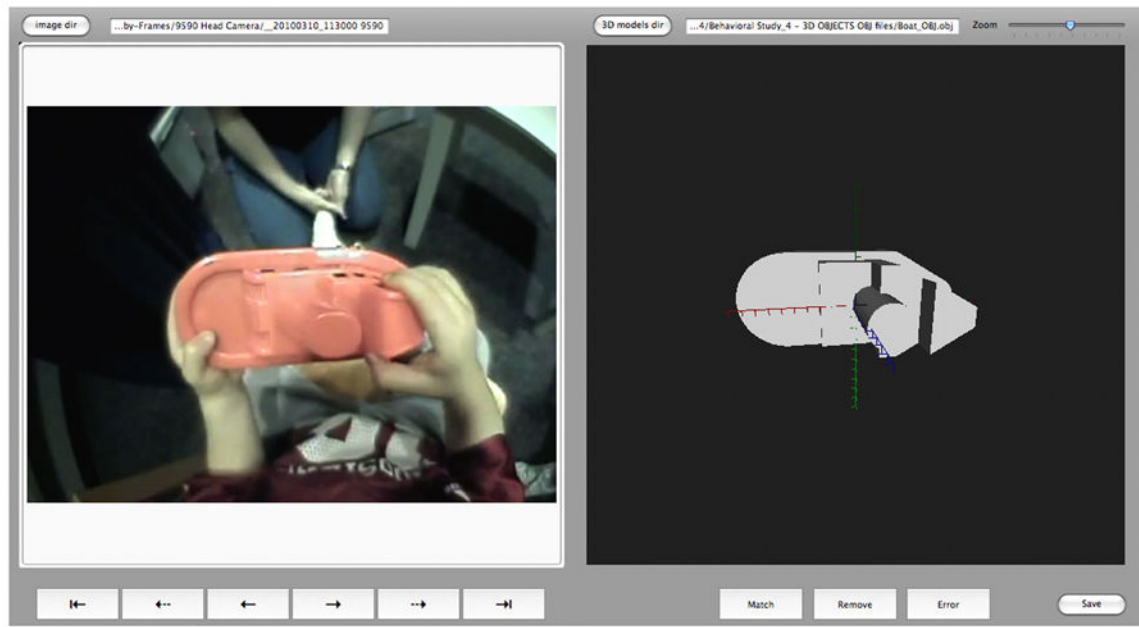 image dir
...by-Frames/9590 Head Camera/__20100310_113000 9590
3D models dir
...4/Behavioral Study_4 - 3D OBJECTS OBJ files/Boat_OBJ.obj
Zoom
Match
Remove
Error
Save